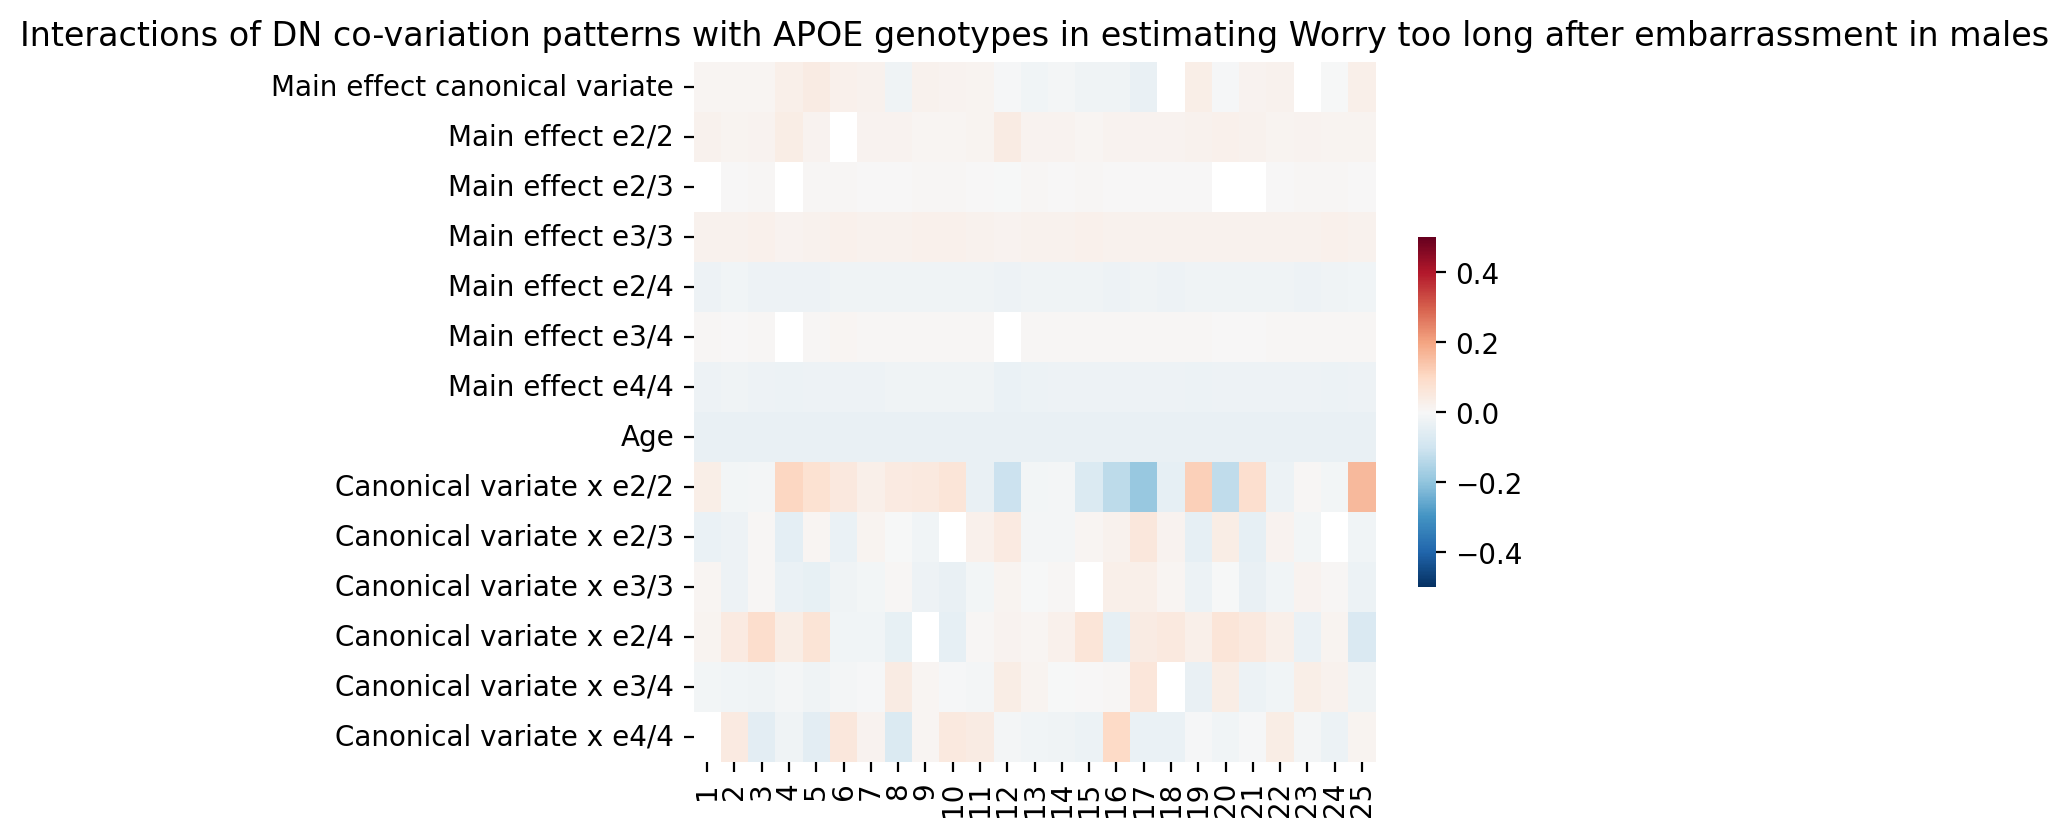 Interactions of DN co-variation patterns with APOE genotypes in estimating Worry too long after embarrassment in males
Main effect canonical variate
Main effect e2/2
Main effect e2/3
Main effect e3/3
Main effect e2/4
Main effect e3/4
Main effect e4/4
Age
Canonical variate x e2/2
Canonical variate x e2/3
Canonical variate x e3/3
Canonical variate x e2/4
Canonical variate x e3/4
Canonical variate x e4/4
1 2 3 4 5 6 7 8 9 10 11 12 13 14 15 16 17 18 19 20 21 22 23 24 25
0.4
0.2
0.0
−0.2
−0.4